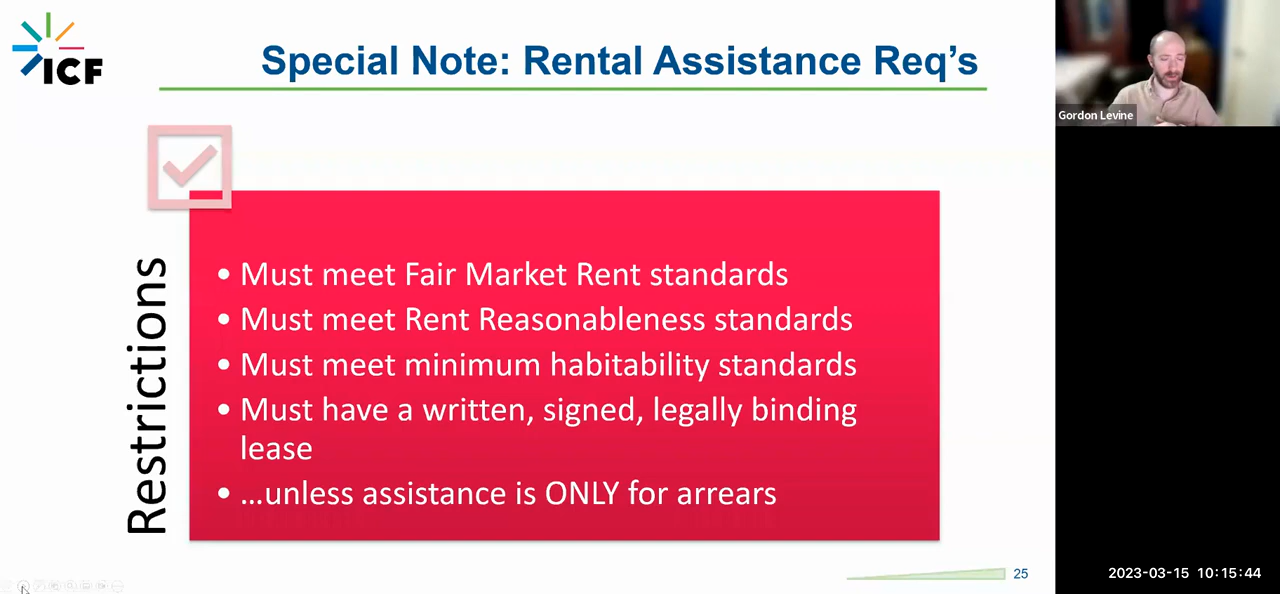 ICF
Special Note: Rental Assistance Req's
Gordon Levine
Restrictions
• Must meet Fair Market Rent standards
• Must meet Rent Reasonableness standards
• Must meet minimum habitability standards
• Must have a written, signed, legally binding
lease
• …unless assistance is ONLY for arrears
25
2023-03-15 10:15:44